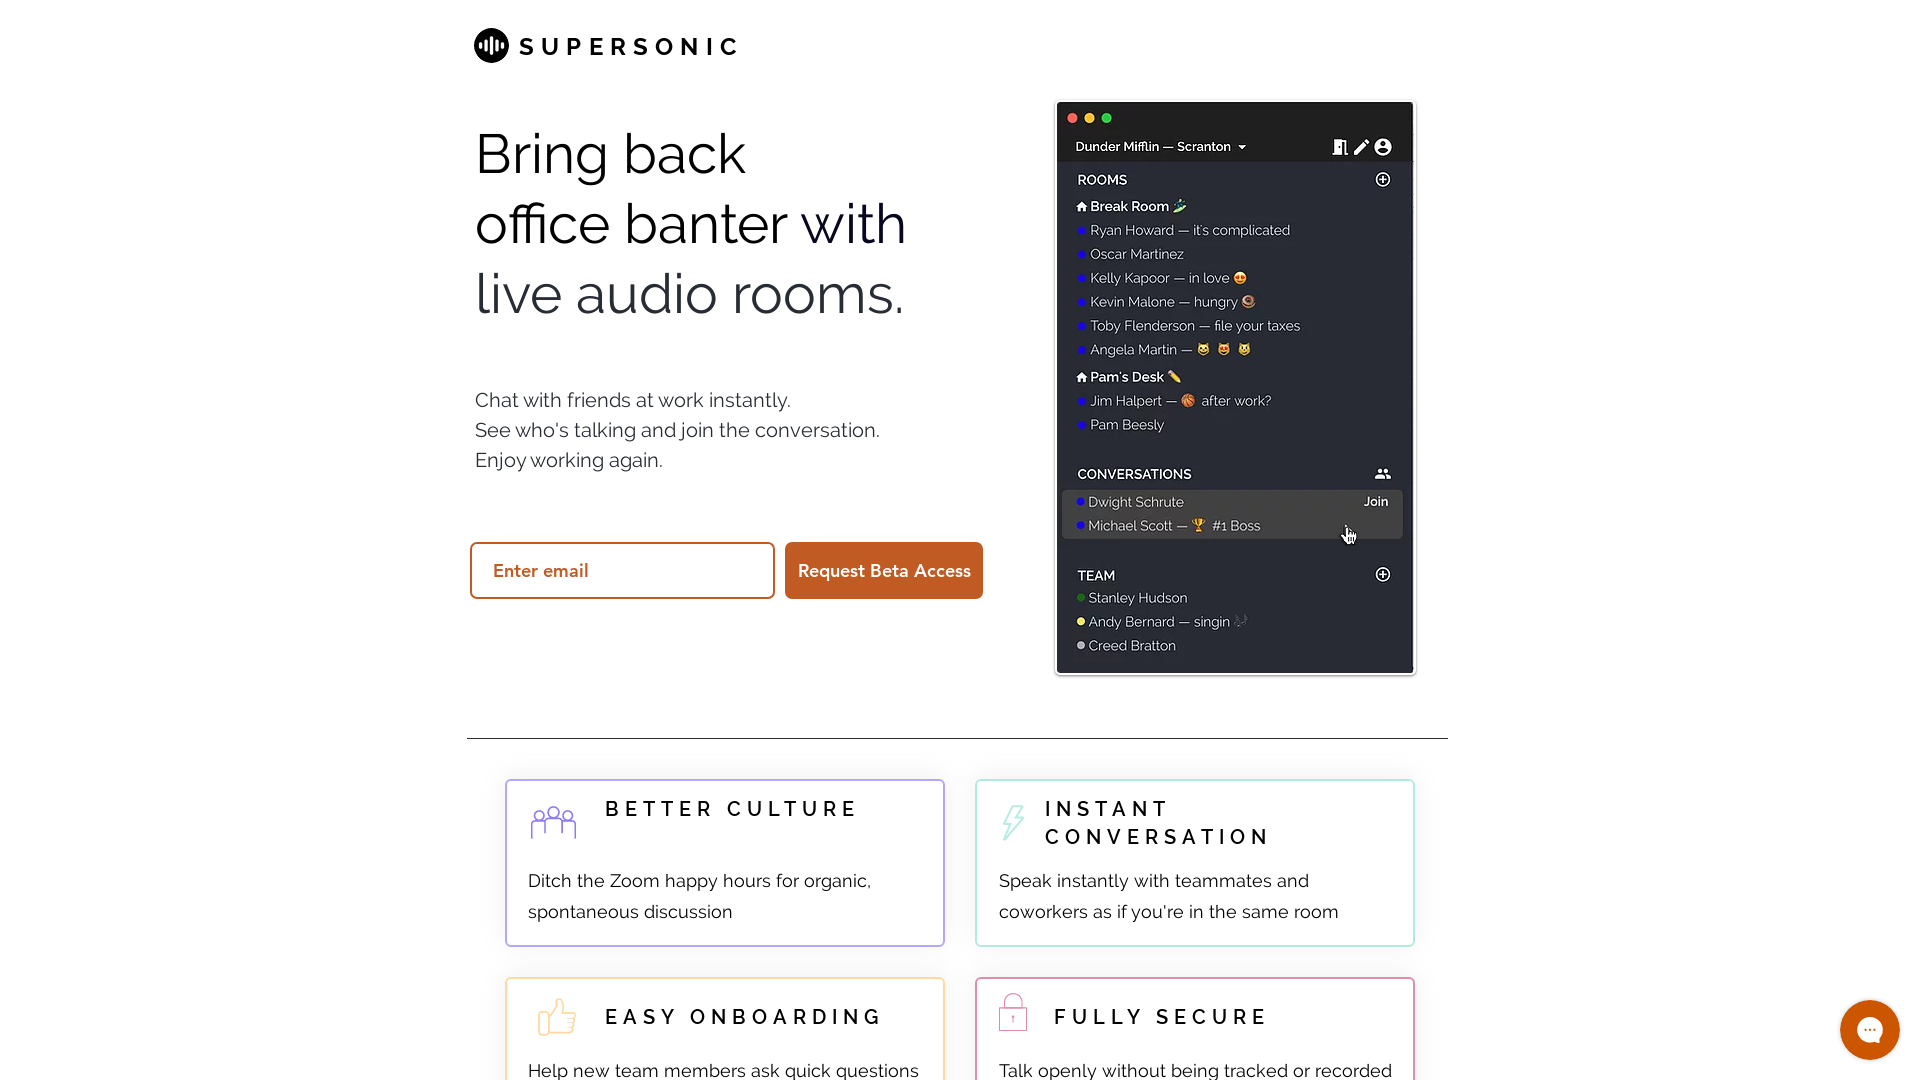 SUPERSONIC
Bring back
office banter with
live audio rooms.
Chat with friends at work instantly.
See who's talking and join the conversation.
Enjoy working again.
Enter email
Request Beta Access
Dunder Mifflin — Scranton
ROOMS
Break Room
Ryan Howard — it's complicated
Oscar Martinez
Kelly Kapoor — in love 😍
Kevin Malone — hungry 🍩
Toby Flenderson — file your taxes
Angela Martin — 😺 😻 😺
Pam's Desk ✏️
Jim Halpert — 🏀 after work?
Pam Beesly
CONVERSATIONS
Dwight Schrute
Join
Michael Scott — 🏆 #1 Boss
TEAM
Stanley Hudson
Andy Bernard — singin 🎶
Creed Bratton
BETTER CULTURE
Ditch the Zoom happy hours for organic,
spontaneous discussion
INSTANT
CONVERSATION
Speak instantly with teammates and
coworkers as if you're in the same room
EASY ONBOARDING
Help new team members ask quick questions
FULLY SECURE
Talk openly without being tracked or recorded